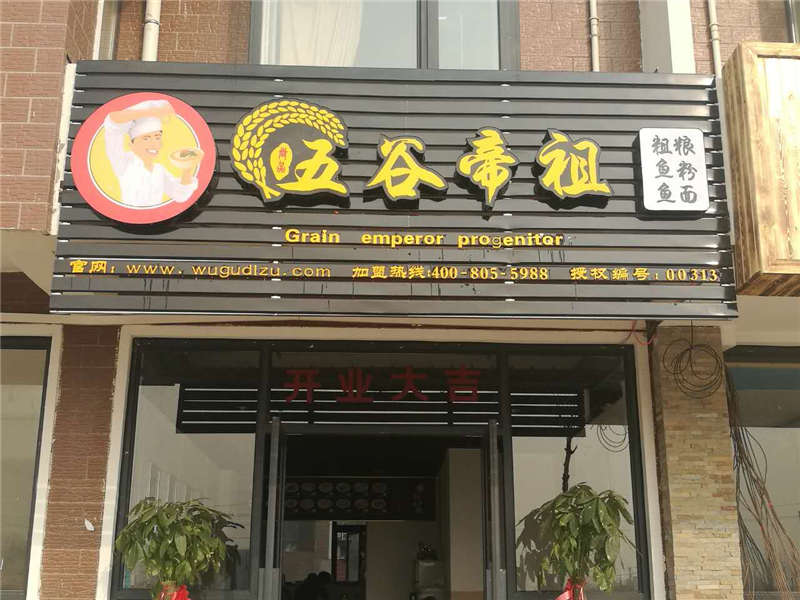 五谷帝祖
粗粮
鱼粉
鱼面
Grain emperor progenitor
官网：www.wugudizu.com 加盟热线:400-805-5988 授权编号：00313
开业大吉